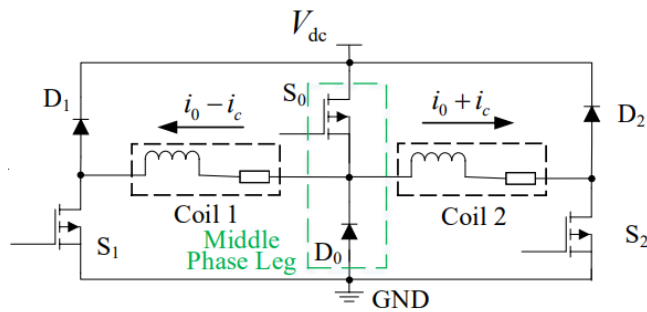 V_dc
D_1
i_0 − i_c
S_0
i_0 + i_c
D_2
Coil 1
Coil 2
S_1
Middle
Phase Leg
D_0
S_2
GND